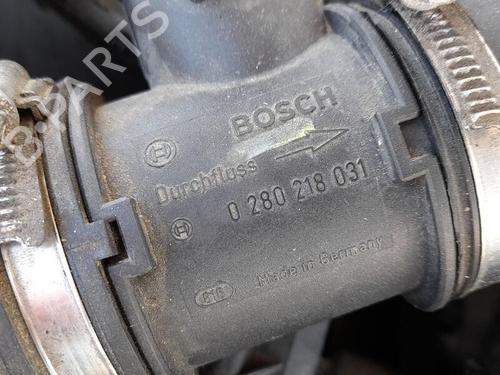 BOSCH
Durchfluss
0 280 218 031
Made in Germany
B-PARTS